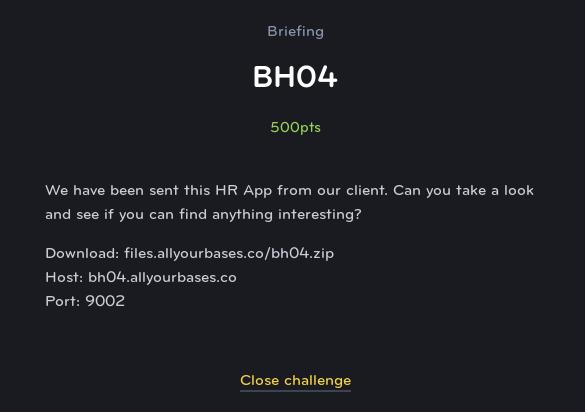 Briefing
BH04
500pts
We have been sent this HR App from our client. Can you take a look
and see if you can find anything interesting?
Download: files.allyourbases.co/bh04.zip
Host: bh04.allyourbases.co
Port: 9002
Close challenge